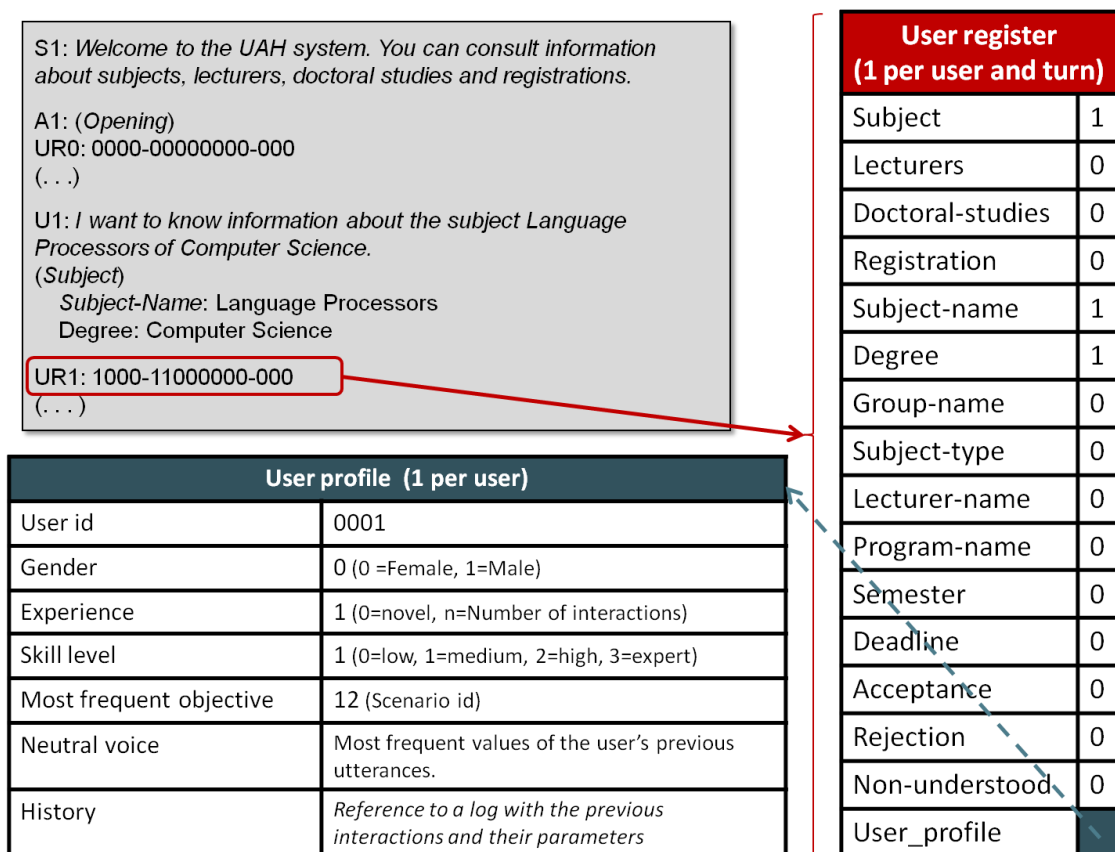 S1: Welcome to the UAH system. You can consult information
about subjects, lecturers, doctoral studies and registrations.
A1: (Opening)
UR0: 0000-00000000-000
(. . .)
U1: I want to know information about the subject Language
Processors of Computer Science.
(Subject)
Subject-Name: Language Processors
Degree: Computer Science
UR1: 1000-11000000-000
(. . . )
User profile (1 per user)
User id 0001
Gender 0 (0 =Female, 1=Male)
Experience 1 (0=novel, n=Number of interactions)
Skill level 1 (0=low, 1=medium, 2=high, 3=expert)
Most frequent objective 12 (Scenario id)
Neutral voice Most frequent values of the user's previous
utterances.
History Reference to a log with the previous
interactions and their parameters
User register
(1 per user and turn)
Subject 1
Lecturers 0
Doctoral-studies 0
Registration 0
Subject-name 1
Degree 1
Group-name 0
Subject-type 0
Lecturer-name 0
Program-name 0
Semester 0
Deadline 0
Acceptance 0
Rejection 0
Non-understood 0
User_profile